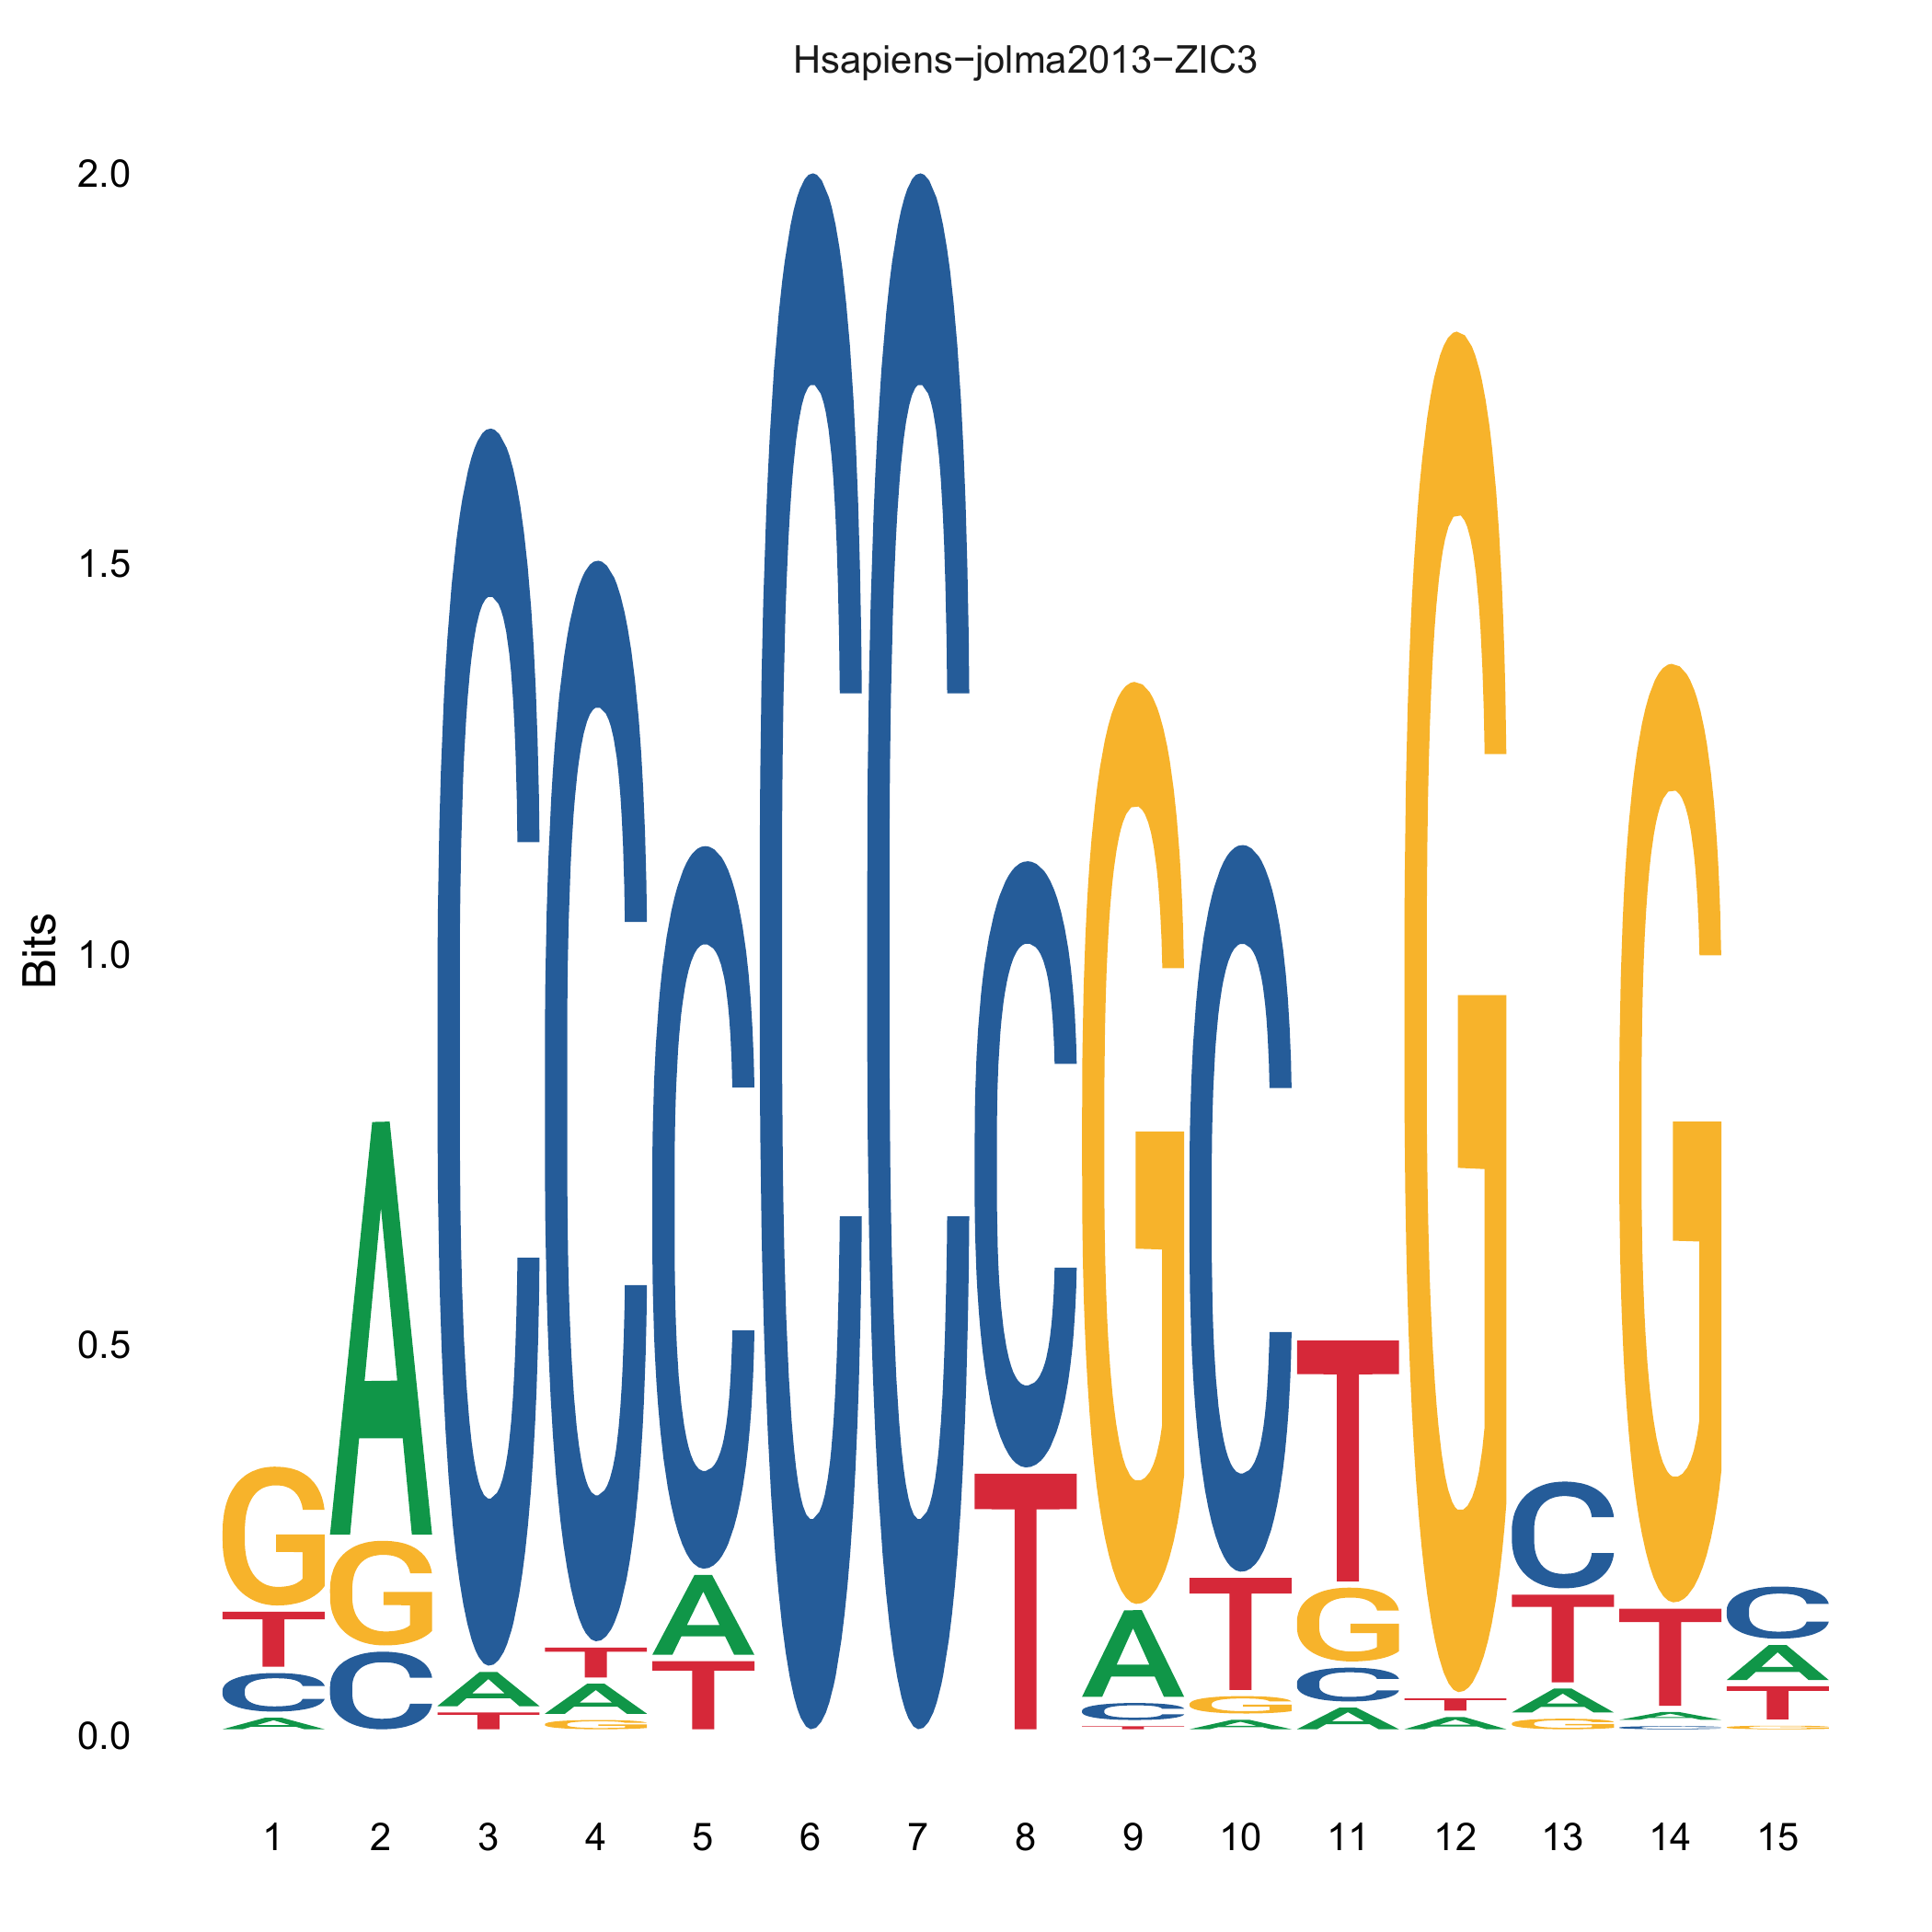 Hsapiens−jolma2013−ZIC3
2.0
1.5
1.0
0.5
0.0
Bits
G T C A
A G C
C A T
C T A G
C A T
C
C
C T
G A C T
C T G A
T G C A
G T A
C T A G
G T A C
C A T G
1 2 3 4 5 6 7 8 9 10 11 12 13 14 15